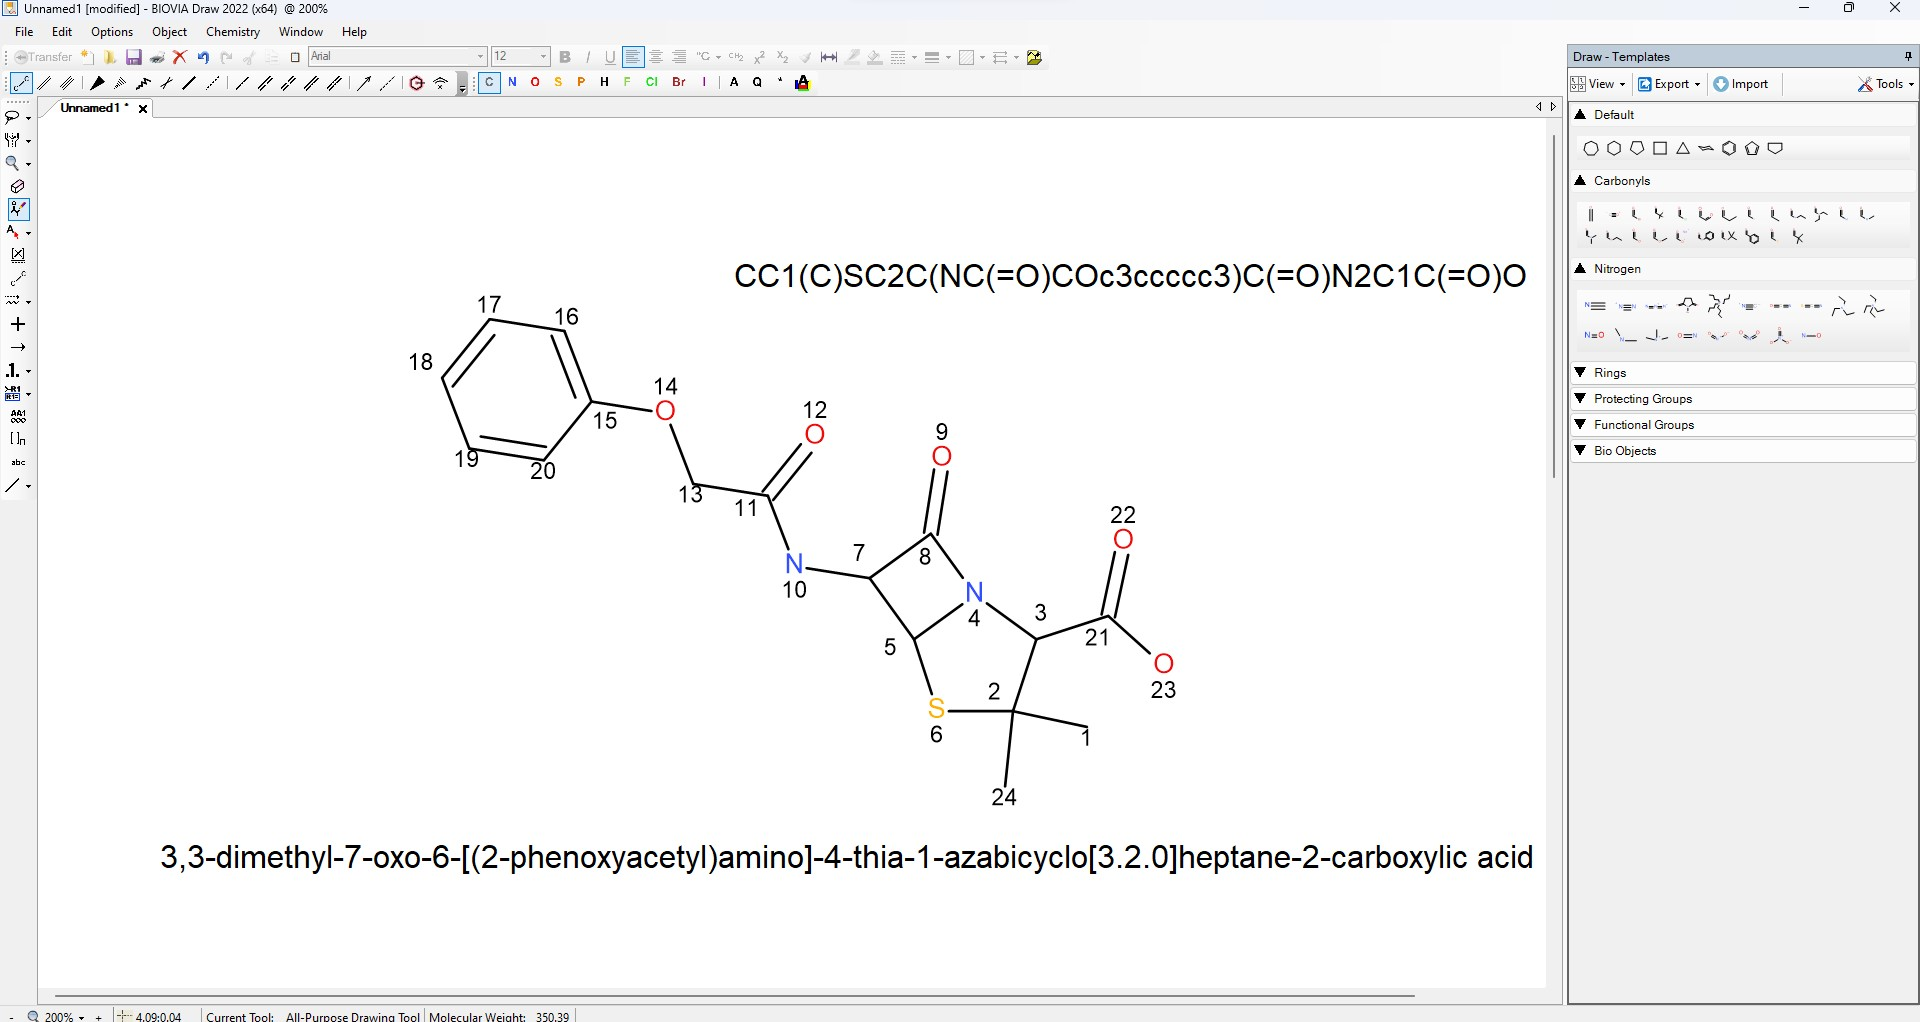 Unnamed1 [modified] - BIOVIA Draw 2022 (x64) @ 200%
File Edit Options Object Chemistry Window Help
Transfer Arial 12 B I U °C CH₂ X² X₂
C N O S P H F Cl Br I A Q * A
Unnamed1 *
Draw - Templates
View Export Import Tools
Default
Carbonyls
Nitrogen
Rings
Protecting Groups
Functional Groups
Bio Objects
CC1(C)SC2C(NC(=O)COc3ccccc3)C(=O)N2C1C(=O)O
17
16
18
14
O
15
12
O
19
20
9
O
13
11
22
O
7
8
N
10
N
4
3
21
5
O
23
2
S
6
1
24
3,3-dimethyl-7-oxo-6-[(2-phenoxyacetyl)amino]-4-thia-1-azabicyclo[3.2.0]heptane-2-carboxylic acid
- 200% + 4.09:0.04 Current Tool: All-Purpose Drawing Tool Molecular Weight: 350.39